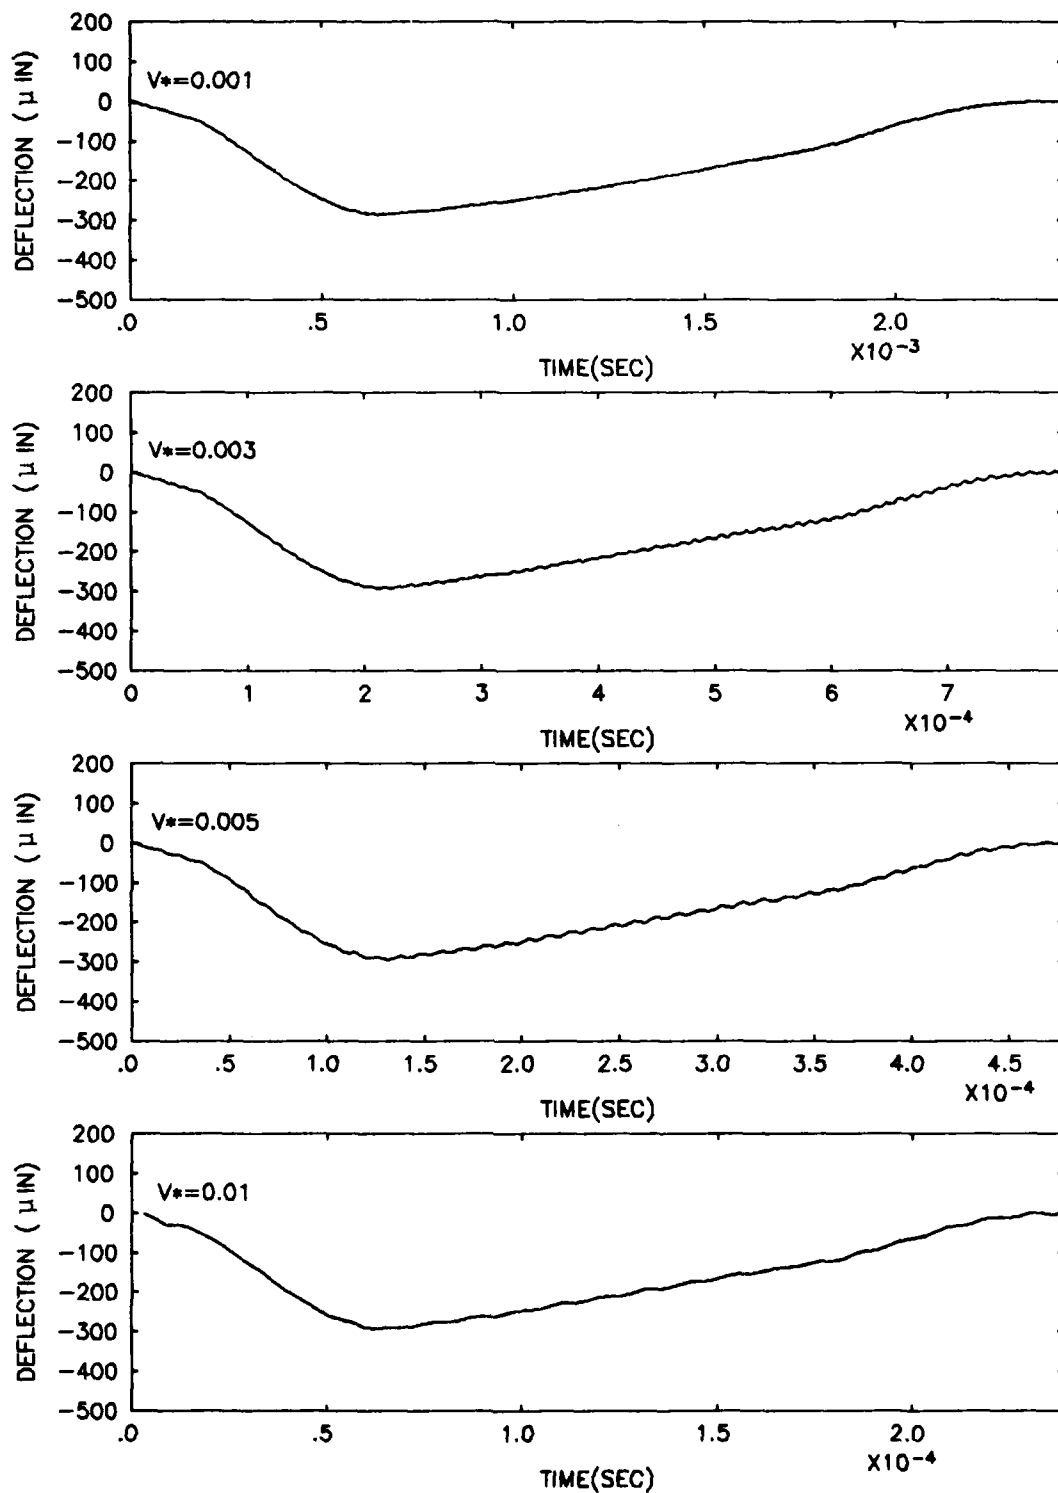 200
100
0
-100
-200
-300
-400
-500
DEFLECTION (μ IN)
V*=0.001
.0 .5 1.0 1.5 2.0
X10-3
TIME(SEC)
200
100
0
-100
-200
-300
-400
-500
DEFLECTION (μ IN)
V*=0.003
0 1 2 3 4 5 6 7
X10-4
TIME(SEC)
200
100
0
-100
-200
-300
-400
-500
DEFLECTION (μ IN)
V*=0.005
.0 .5 1.0 1.5 2.0 2.5 3.0 3.5 4.0 4.5
X10-4
TIME(SEC)
200
100
0
-100
-200
-300
-400
-500
DEFLECTION (μ IN)
V*=0.01
.0 .5 1.0 1.5 2.0
X10-4
TIME(SEC)